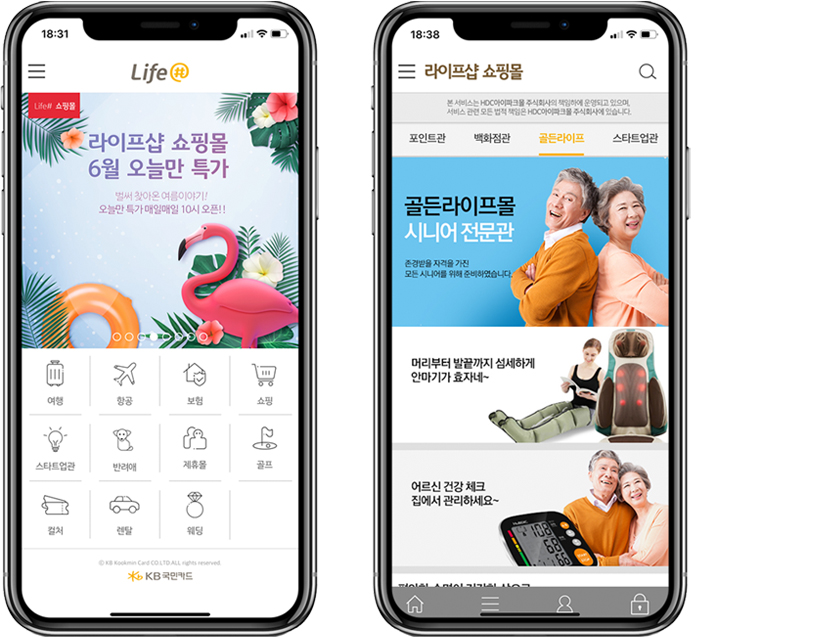 18:31
Life#
Life# 쇼핑몰
라이프샵 쇼핑몰
6월 오늘만 특가
벌써 찾아온 여름이야기!
오늘만 특가 매일매일 10시 오픈!!
여행
항공
보험
쇼핑
스타트업관
반려애
제휴몰
골프
컬처
렌탈
웨딩
ⓒ KB Kookmin Card CO.LTD.ALL rights reserved.
KB국민카드
18:38
라이프샵 쇼핑몰
본 서비스는 HDC아이파크몰 주식회사의 책임하에 운영되고 있으며,
서비스 관련 모든 법적 책임은 HDC아이파크몰 주식회사에 있습니다.
포인트관
백화점관
골든라이프
스타트업관
골든라이프몰
시니어 전문관
존경받을 자격을 가진
모든 시니어를 위해 준비하였습니다.
머리부터 발끝까지 섬세하게
안마기가 효자네~
어르신 건강 체크
집에서 관리하세요~